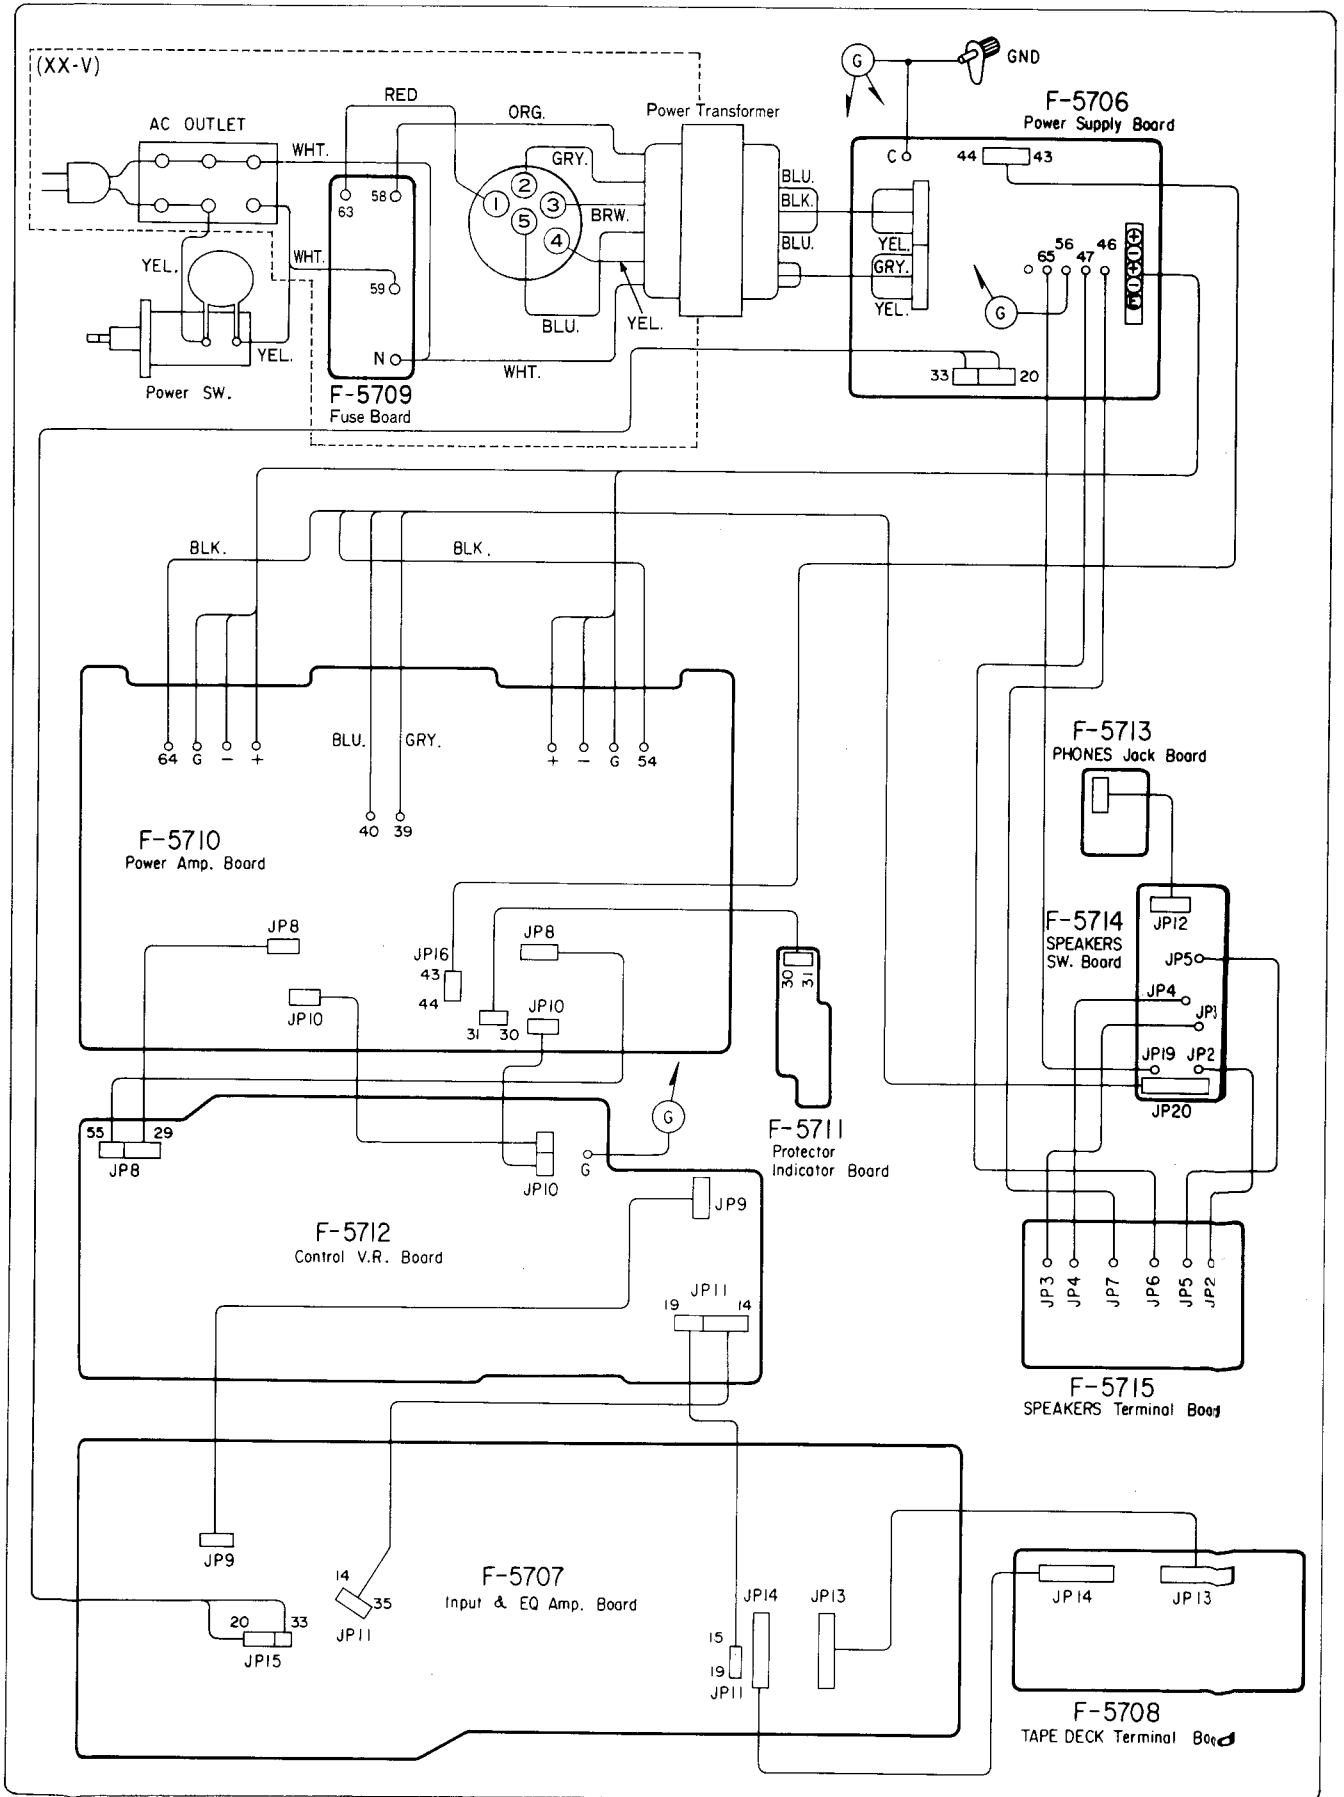 (XX-V)
AC OUTLET
RED
WHT.
ORG.
GRY.
Power Transformer
G
GND
F-5706
Power Supply Board
C
44
43
BLU.
BLK.
BLU.
YEL.
GRY.
YEL.
63
58
1
2
3
5
4
BRW.
YEL.
WHT.
59
BLU.
YEL.
65
56
47
46
+
-
+
-
E
G
YEL.
N
WHT.
Power SW.
F-5709
Fuse Board
33
20
BLK.
BLK.
64
G
-
+
BLU.
GRY.
+
-
G
54
40
39
F-5710
Power Amp. Board
F-5713
PHONES Jack Board
JP8
JP8
JP16
43
44
JP10
31
30
JP10
30
31
F-5714
SPEAKERS
SW. Board
JP12
JP5
JP4
JP3
JP19
JP2
JP20
F-5711
Protector
Indicator Board
55
29
JP8
JP10
G
G
JP9
F-5712
Control V.R. Board
JP11
19
14
JP3
JP4
JP7
JP6
JP5
JP2
F-5715
SPEAKERS Terminal Board
JP9
14
35
JP11
F-5707
Input & EQ Amp. Board
20
33
JP15
15
19
JP11
JP14
JP13
JP14
JP13
F-5708
TAPE DECK Terminal Board